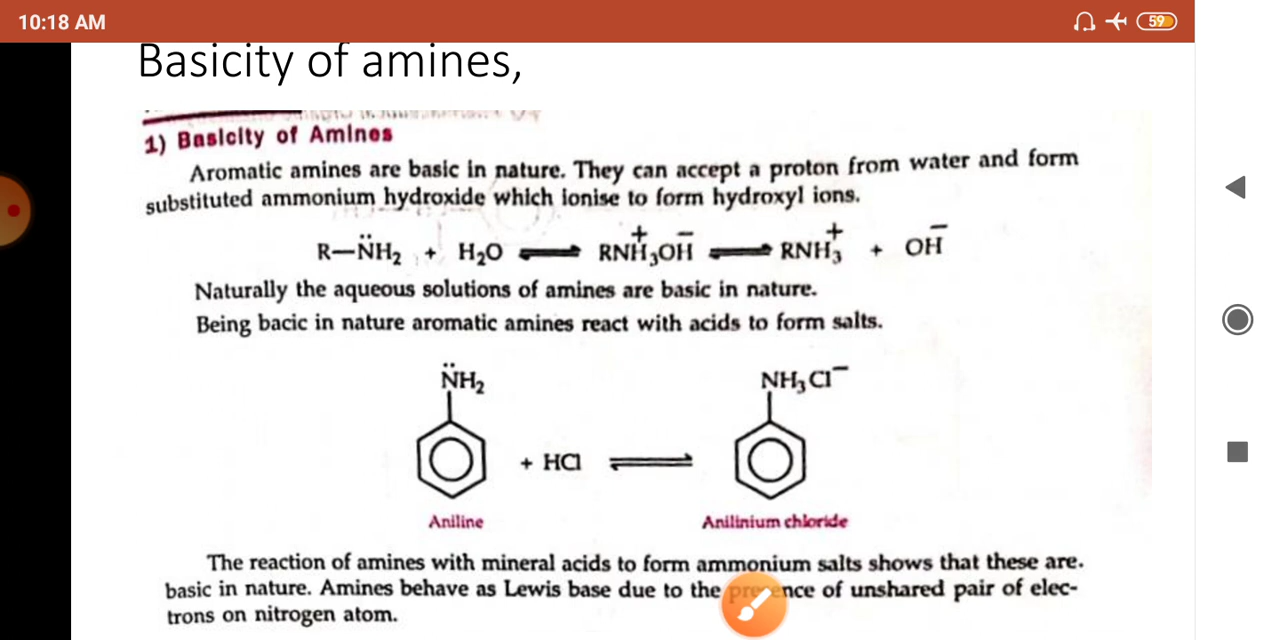 10:18 AM
59
Basicity of amines,
1) Basicity of Amines
Aromatic amines are basic in nature. They can accept a proton from water and form
substituted ammonium hydroxide which ionise to form hydroxyl ions.
R—N̈H₂ + H₂O ⇌ RN⁺H₃OH⁻ ⇌ RNH₃⁺ + OH⁻
Naturally the aqueous solutions of amines are basic in nature.
Being bacic in nature aromatic amines react with acids to form salts.
N̈H₂ NH₃Cl⁻
+ HCl ⇌
Aniline Anilinium chloride
The reaction of amines with mineral acids to form ammonium salts shows that these are.
basic in nature. Amines behave as Lewis base due to the presence of unshared pair of elec-
trons on nitrogen atom.